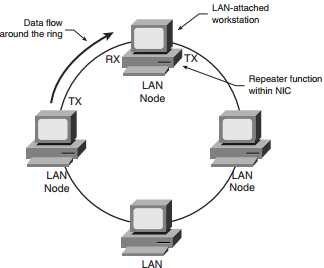 LAN-attached
workstation
Data flow
around the ring
RX
TX
Repeater function
within NIC
LAN
Node
TX
LAN
Node
LAN
Node
LAN